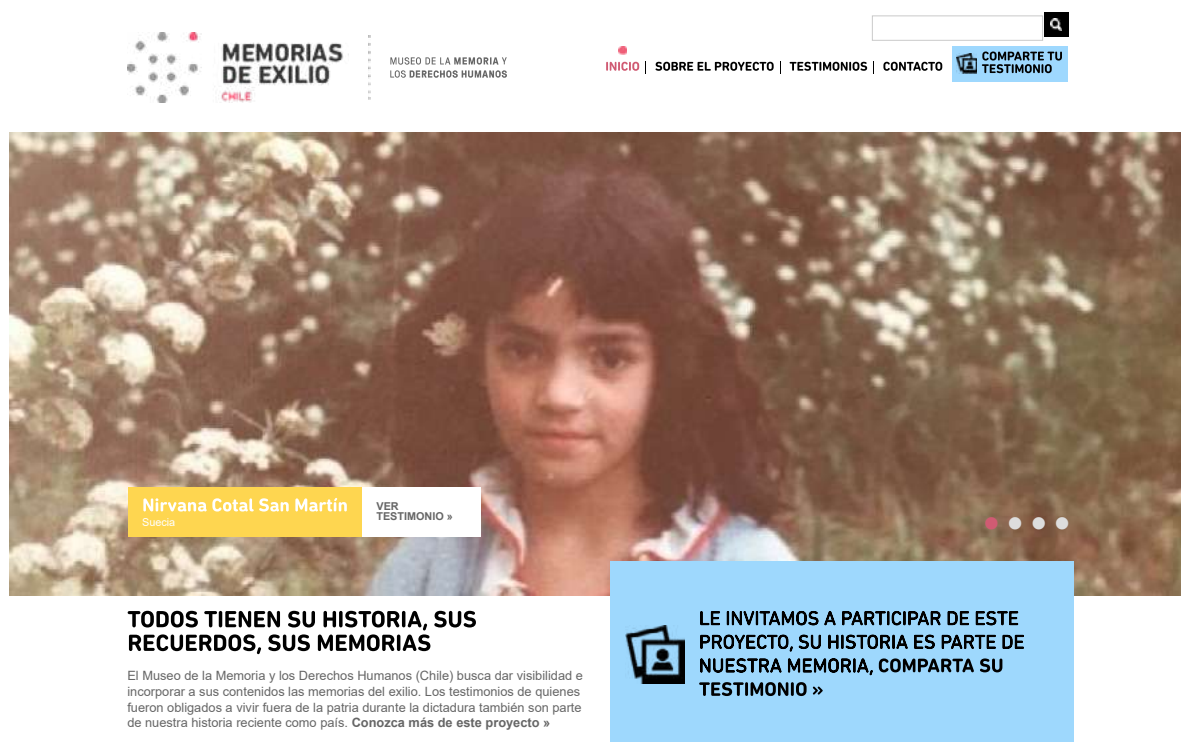 MEMORIAS
DE EXILIO
CHILE
MUSEO DE LA MEMORIA Y
LOS DERECHOS HUMANOS
INICIO | SOBRE EL PROYECTO | TESTIMONIOS | CONTACTO
COMPARTE TU
TESTIMONIO
Nirvana Cotal San Martín
Suecia
VER
TESTIMONIO »
TODOS TIENEN SU HISTORIA, SUS
RECUERDOS, SUS MEMORIAS
El Museo de la Memoria y los Derechos Humanos (Chile) busca dar visibilidad e
incorporar a sus contenidos las memorias del exilio. Los testimonios de quienes
fueron obligados a vivir fuera de la patria durante la dictadura también son parte
de nuestra historia reciente como país. Conozca más de este proyecto »
LE INVITAMOS A PARTICIPAR DE ESTE
PROYECTO, SU HISTORIA ES PARTE DE
NUESTRA MEMORIA, COMPARTA SU
TESTIMONIO »